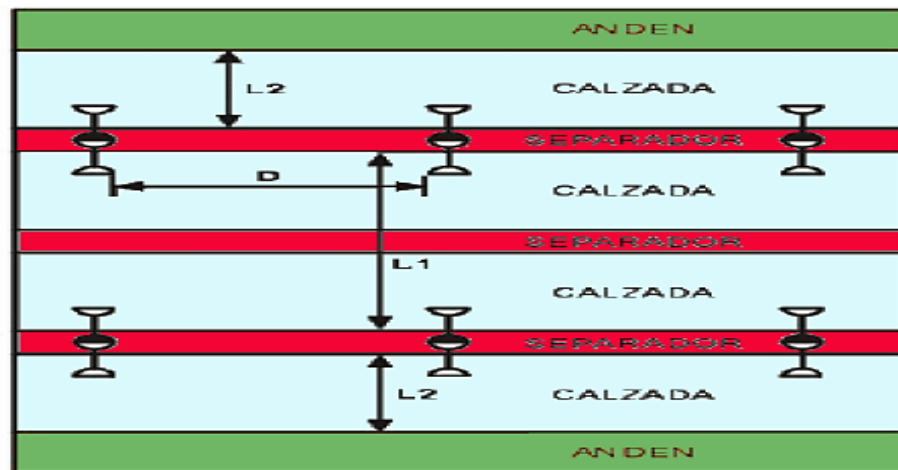 ANDEN
L2
CALZADA
SEPARADOR
D
CALZADA
SEPARADOR
L1
CALZADA
SEPARADOR
L2
CALZADA
ANDEN